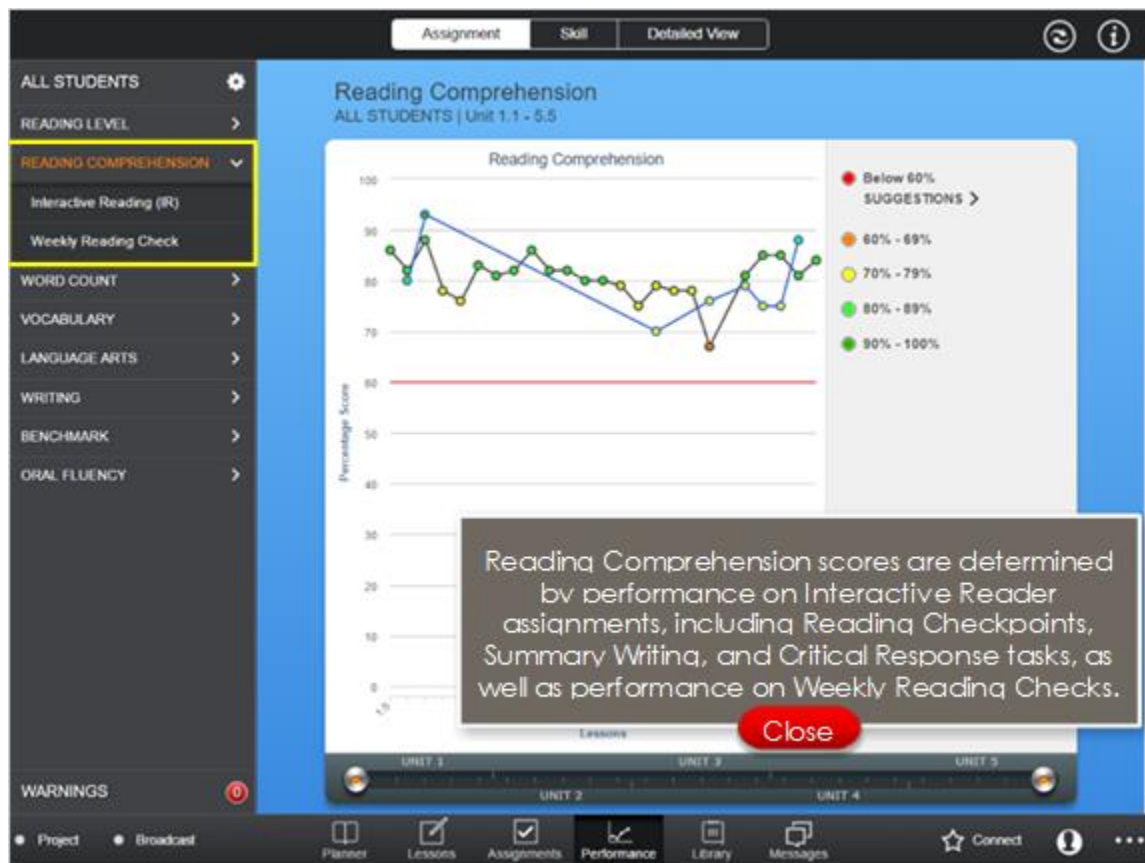 Assignment Skill Detailed View
ALL STUDENTS
READING LEVEL
READING COMPREHENSION
Interactive Reading (IR)
Weekly Reading Check
WORD COUNT
VOCABULARY
LANGUAGE ARTS
WRITING
BENCHMARK
ORAL FLUENCY
WARNINGS 0
Reading Comprehension
ALL STUDENTS | Unit 1.1 - 5.5
Reading Comprehension
100
90
80
70
60
50
40
30
20
10
0
Percentage Score
1.5
Lessons
Below 60%
SUGGESTIONS
60% - 69%
70% - 79%
80% - 89%
90% - 100%
Reading Comprehension scores are determined
by performance on Interactive Reader
assignments, including Reading Checkpoints,
Summary Writing, and Critical Response tasks, as
well as performance on Weekly Reading Checks.
Close
UNIT 1 UNIT 3 UNIT 5
UNIT 2 UNIT 4
Project Broadcast
Planner Lessons Assignments Performance Library Messages
Connect